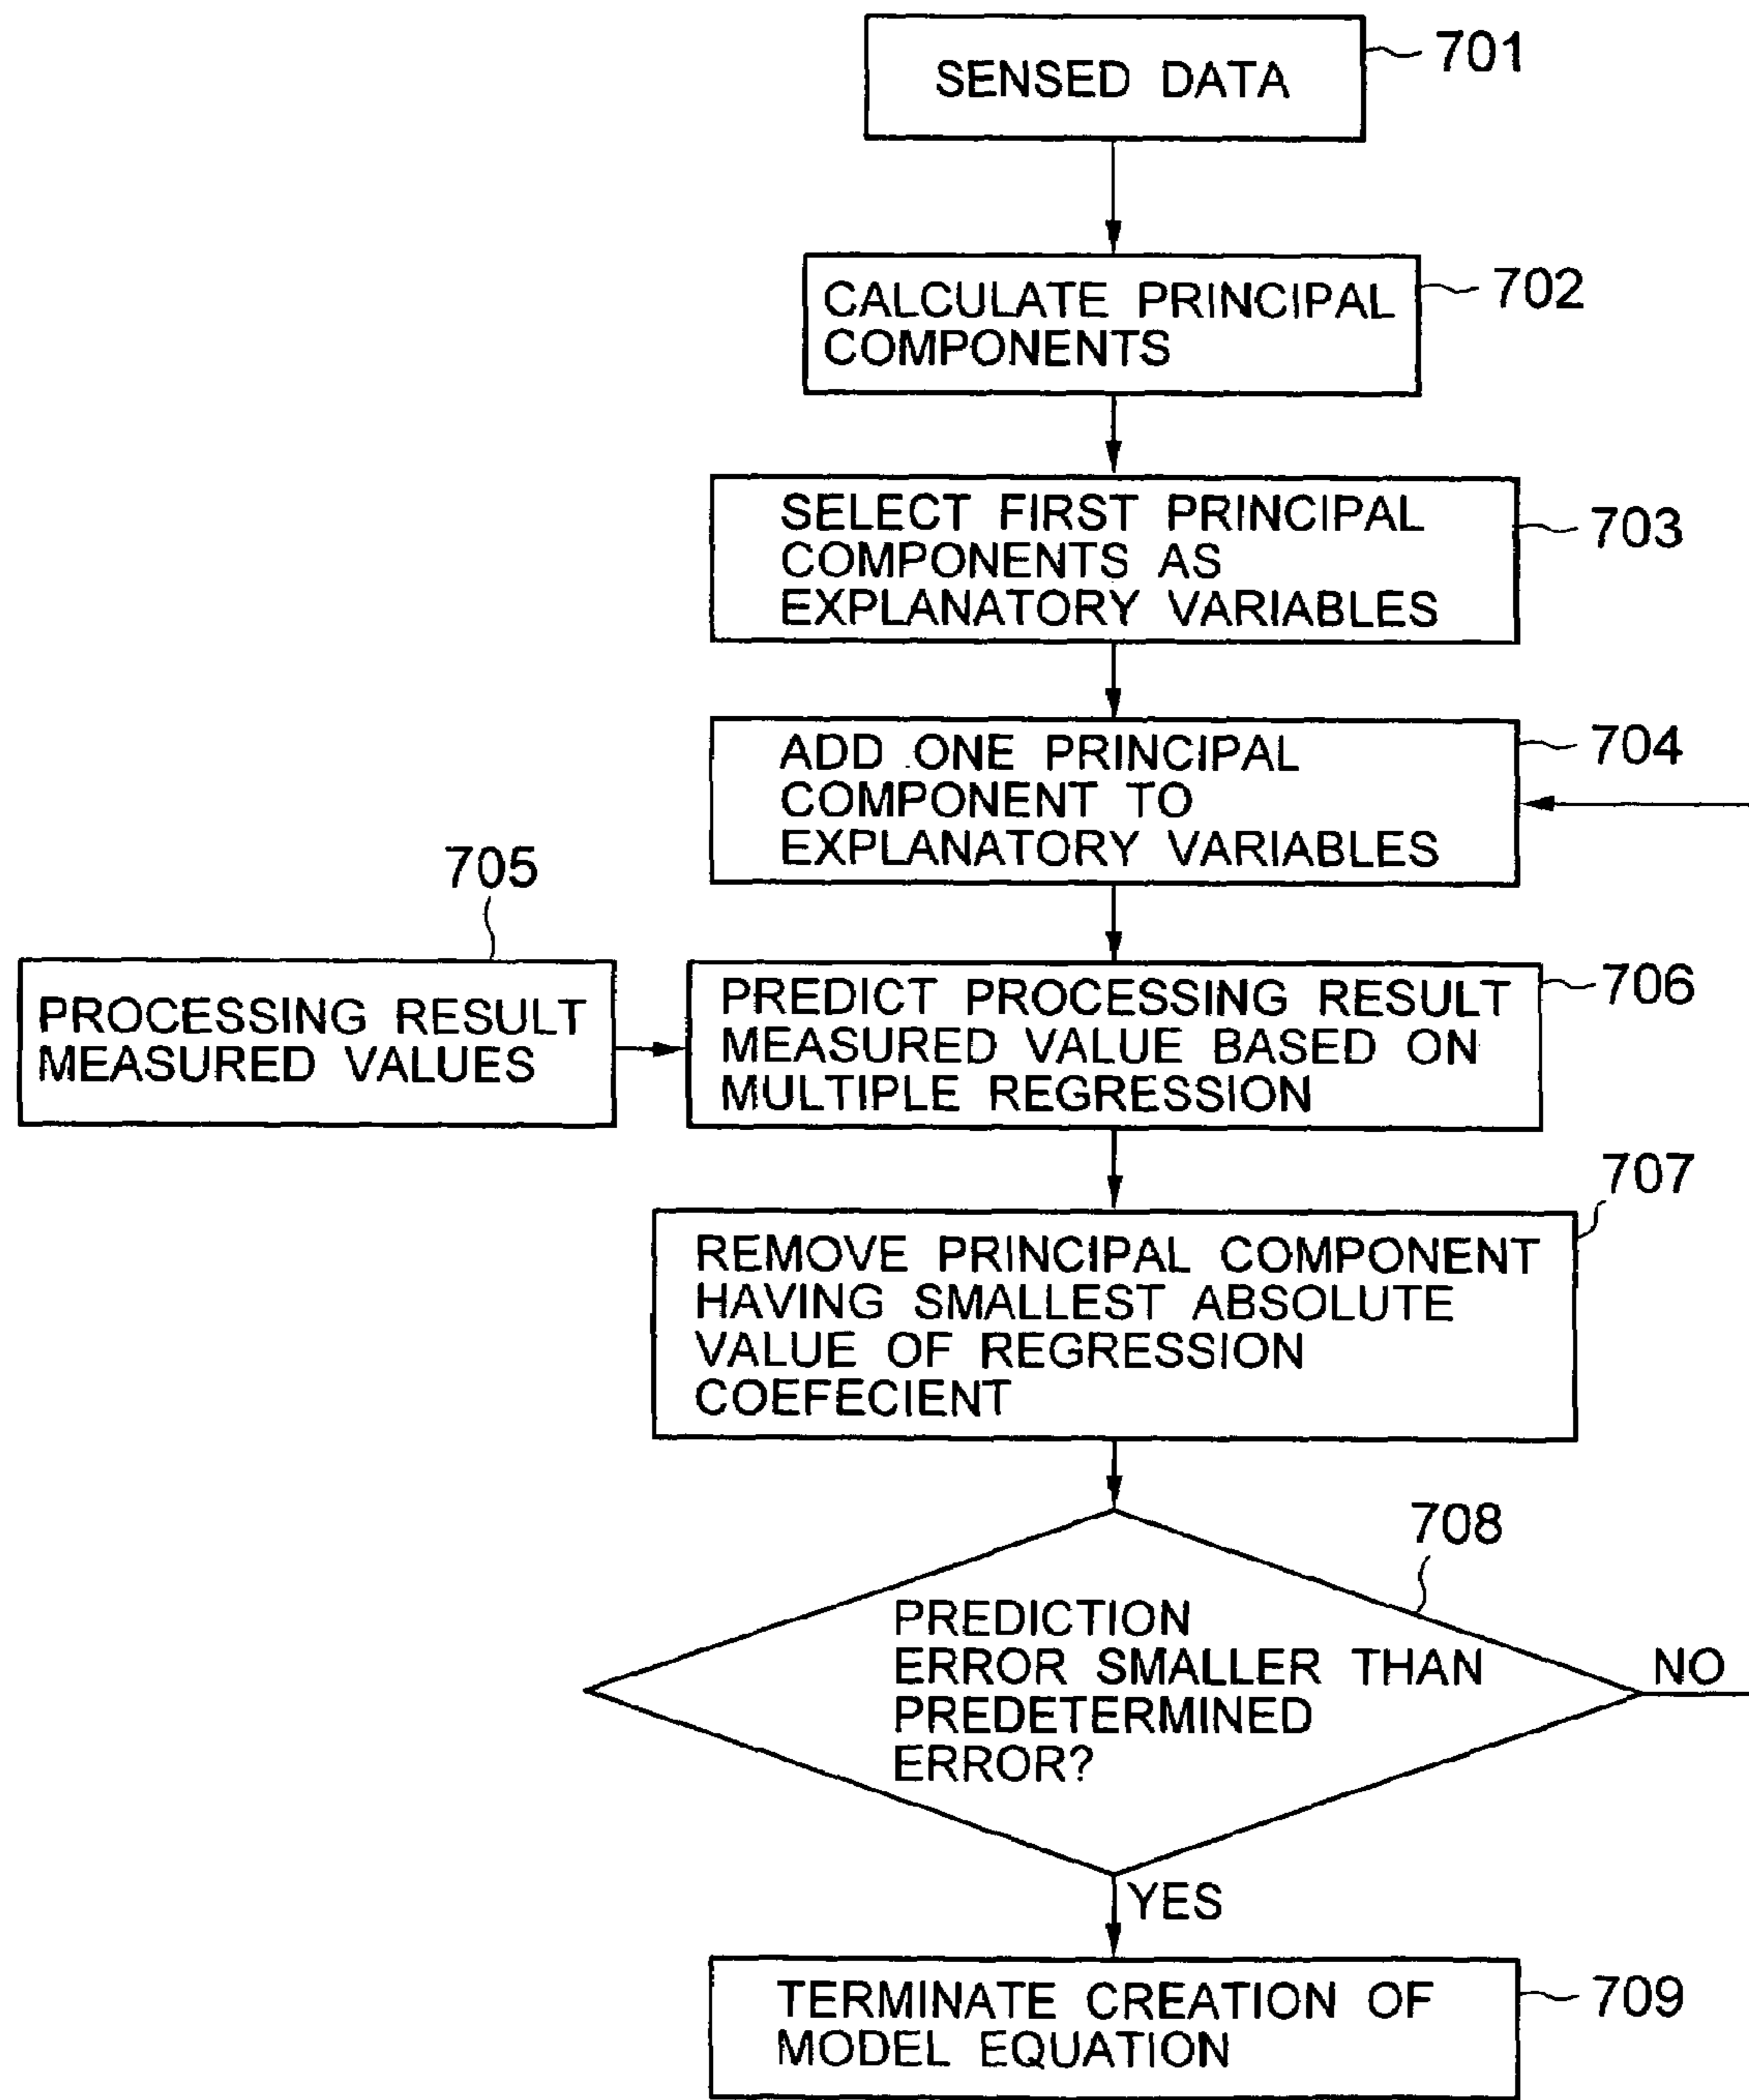 701
SENSED DATA
702
CALCULATE PRINCIPAL
COMPONENTS
703
SELECT FIRST PRINCIPAL
COMPONENTS AS
EXPLANATORY VARIABLES
704
ADD ONE PRINCIPAL
COMPONENT TO
EXPLANATORY VARIABLES
705
PROCESSING RESULT
MEASURED VALUES
706
PREDICT PROCESSING RESULT
MEASURED VALUE BASED ON
MULTIPLE REGRESSION
707
REMOVE PRINCIPAL COMPONENT
HAVING SMALLEST ABSOLUTE
VALUE OF REGRESSION
COEFECIENT
708
PREDICTION
ERROR SMALLER THAN
PREDETERMINED
ERROR?
NO
YES
709
TERMINATE CREATION OF
MODEL EQUATION